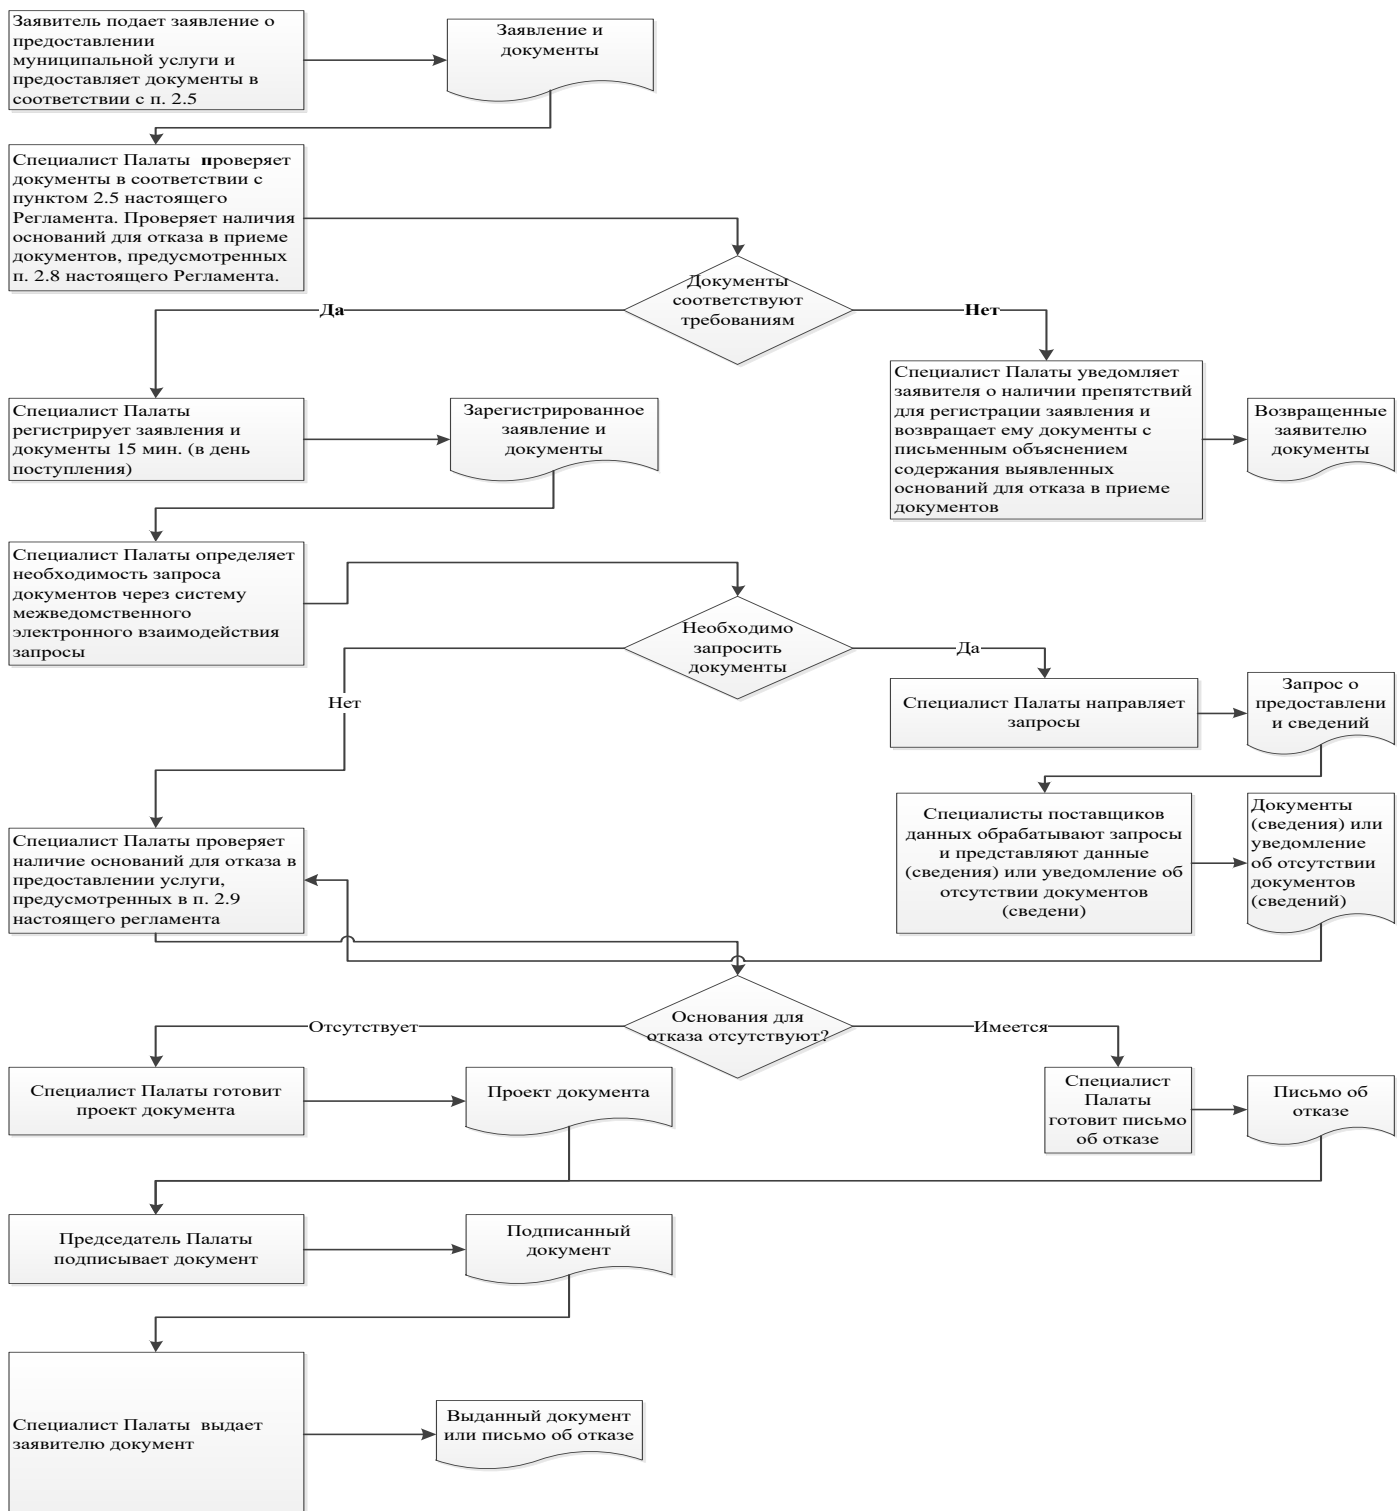 Заявитель подает заявление о
предоставлении
муниципальной услуги и
предоставляет документы в
соответствии с п. 2.5
Заявление и
документы
Специалист Палаты  проверяет
документы в соответствии с
пунктом 2.5 настоящего
Регламента. Проверяет наличия
оснований для отказа в приеме
документов, предусмотренных
п. 2.8 настоящего Регламента.
Документы
соответствуют
требованиям
Да
Нет
Специалист Палаты
регистрирует заявления и
документы 15 мин. (в день
поступления)
Зарегистрированное
заявление и
документы
Специалист Палаты уведомляет
заявителя о наличии препятствий
для регистрации заявления и
возвращает ему документы с
письменным объяснением
содержания выявленных
оснований для отказа в приеме
документов
Возвращенные
заявителю
документы
Специалист Палаты определяет
необходимость запроса
документов через систему
межведомственного
электронного взаимодействия
запросы
Необходимо
запросить
документы
Да
Нет
Специалист Палаты направляет
запросы
Запрос о
предоставлени
и сведений
Специалисты поставщиков
данных обрабатывают запросы
и представляют данные
(сведения) или уведомление об
отсутствии документов
(сведени)
Документы
(сведения) или
уведомление
об отсутствии
документов
(сведений)
Специалист Палаты проверяет
наличие оснований для отказа в
предоставлении услуги,
предусмотренных в п. 2.9
настоящего регламента
Основания для
отказа отсутствуют?
Отсутствует
Имеется
Специалист Палаты готовит
проект документа
Проект документа
Специалист
Палаты
готовит письмо
об отказе
Письмо об
отказе
Председатель Палаты
подписывает документ
Подписанный
документ
Специалист Палаты  выдает
заявителю документ
Выданный документ
или письмо об отказе